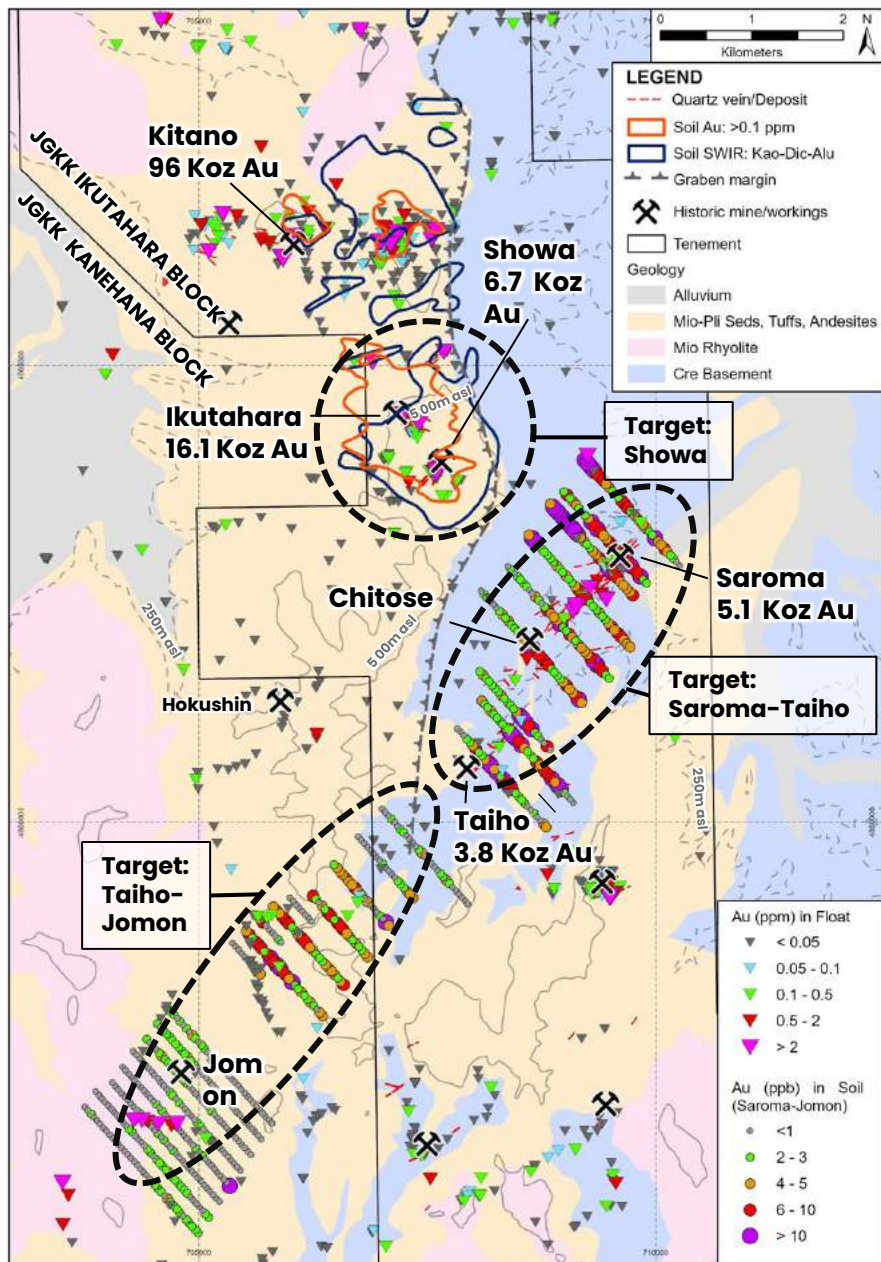 705000
710000
0 1 2
Kilometers
N
LEGEND
Quartz vein/Deposit
Soil Au: >0.1 ppm
Soil SWIR: Kao-Dic-Alu
Graben margin
Historic mine/workings
Tenement
Geology
Alluvium
Mio-Pli Seds, Tuffs, Andesites
Mio Rhyolite
Cre Basement
Kitano
96 Koz Au
JGKK IKUTAHARA BLOCK
JGKK KANEHANA BLOCK
Showa
6.7 Koz
Au
Ikutahara
16.1 Koz Au
500m asl
Target:
Showa
Chitose
Saroma
5.1 Koz Au
250m asl
500m asl
Target:
Saroma-Taiho
Hokushin
250m asl
Taiho
3.8 Koz Au
Target:
Taiho-
Jomon
Jom
on
Au (ppm) in Float
< 0.05
0.05 - 0.1
0.1 - 0.5
0.5 - 2
> 2
Au (ppb) in Soil
(Saroma-Jomon)
<1
2 - 3
4 - 5
6 - 10
> 10
705000
710000